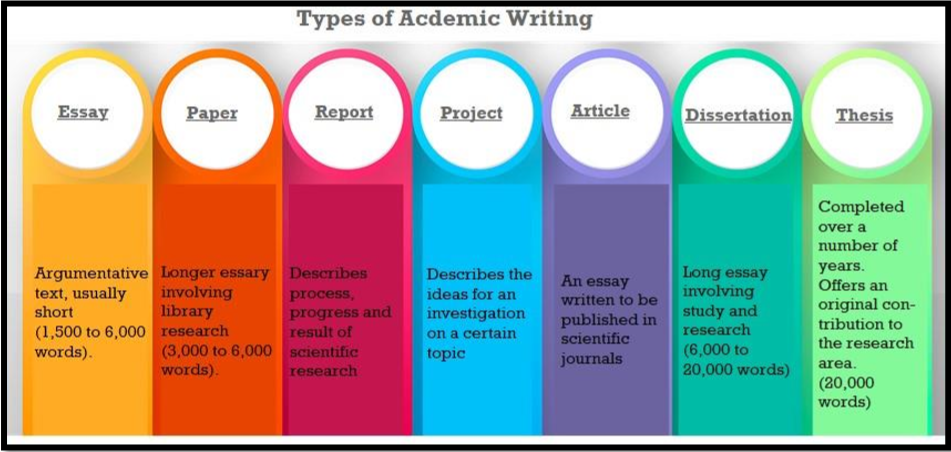 Types of Acdemic Writing
Essay
Argumentative
text, usually
short
(1,500 to 6,000
words).
Paper
Longer essary
involving
library
research
(3,000 to 6,000
words).
Report
Describes
process,
progress and
result of
scientific
research
Project
Describes the
ideas for an
investigation
on a certain
topic
Article
An essay
written to be
published in
scientific
journals
Dissertation
Long essay
involving
study and
research
(6,000 to
20,000 words)
Thesis
Completed
over a
number of
years.
Offers an
original con-
tribution to
the research
area.
(20,000
words)